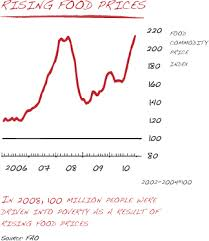 RISING FOOD PRICES
220
FOOD
COMMODITY
PRICE
INDEX
200
180
160
140
120
100
80
2006 07 08 09 10
2002-2004=100
IN 2008, 100 MILLION PEOPLE WERE
DRIVEN INTO POVERTY AS A RESULT OF
RISING FOOD PRICES
Source: FAO